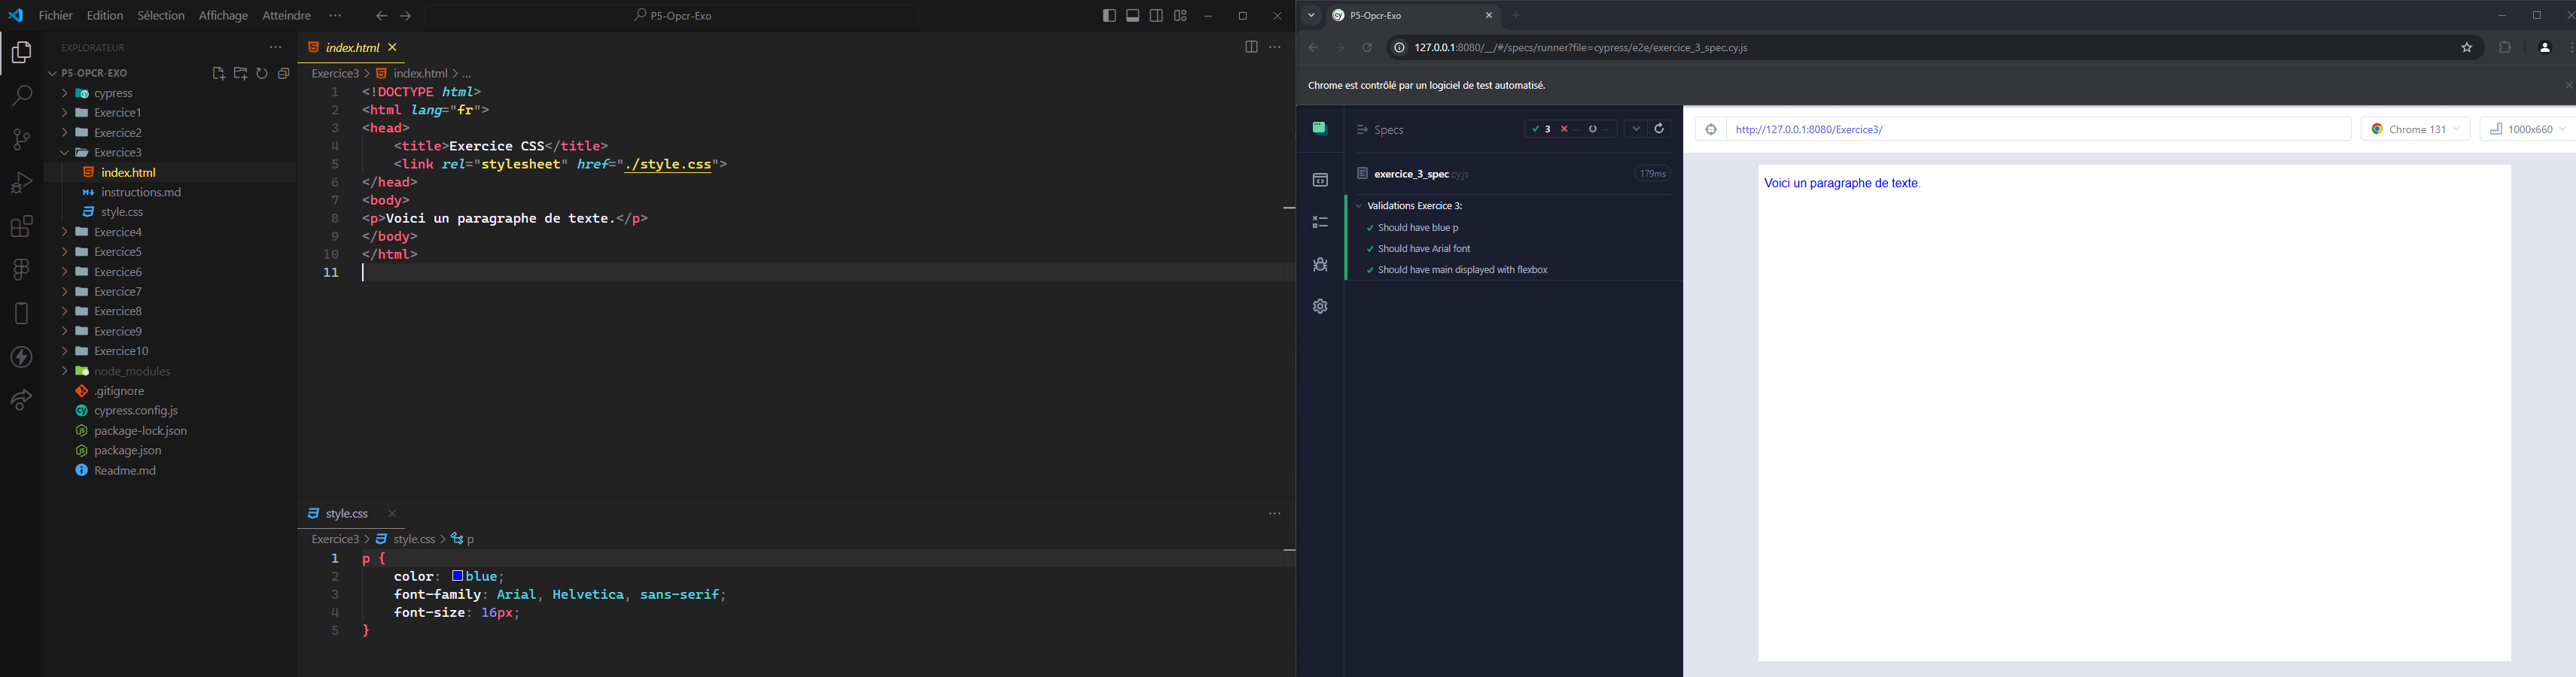 Fichier Edition Sélection Affichage Atteindre ···
P5-Opcr-Exo
EXPLORATEUR
P5-OPCR-EXO
cypress
Exercice1
Exercice2
Exercice3
index.html
instructions.md
style.css
Exercice4
Exercice5
Exercice6
Exercice7
Exercice8
Exercice9
Exercice10
node_modules
.gitignore
cypress.config.js
package-lock.json
package.json
Readme.md
index.html
Exercice3 > index.html > ...
1 <!DOCTYPE html>
2 <html lang="fr">
3 <head>
4 <title>Exercice CSS</title>
5 <link rel="stylesheet" href="./style.css">
6 </head>
7 <body>
8 <p>Voici un paragraphe de texte.</p>
9 </body>
10 </html>
11
style.css
Exercice3 > style.css > p
1 p {
2 color: blue;
3 font-family: Arial, Helvetica, sans-serif;
4 font-size: 16px;
5 }
P5-Opcr-Exo
127.0.0.1:8080/__/#/specs/runner?file=cypress/e2e/exercice_3_spec.cy.js
Chrome est contrôlé par un logiciel de test automatisé.
Specs
3 -- --
exercice_3_spec.cy.js 179ms
Validations Exercice 3:
Should have blue p
Should have Arial font
Should have main displayed with flexbox
http://127.0.0.1:8080/Exercice3/
Chrome 131
1000x660
Voici un paragraphe de texte.